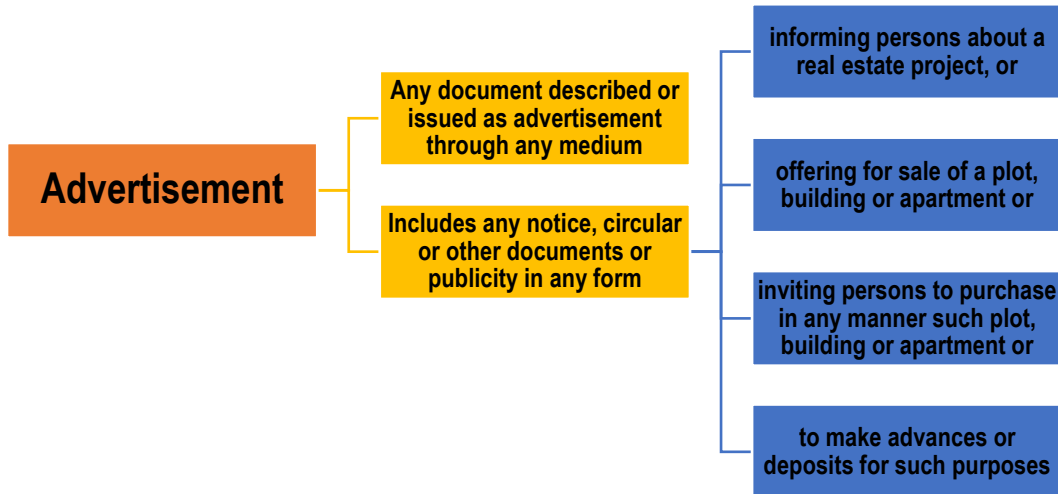 Advertisement
Any document described or
issued as advertisement
through any medium
Includes any notice, circular
or other documents or
publicity in any form
informing persons about a
real estate project, or
offering for sale of a plot,
building or apartment or
inviting persons to purchase
in any manner such plot,
building or apartment or
to make advances or
deposits for such purposes